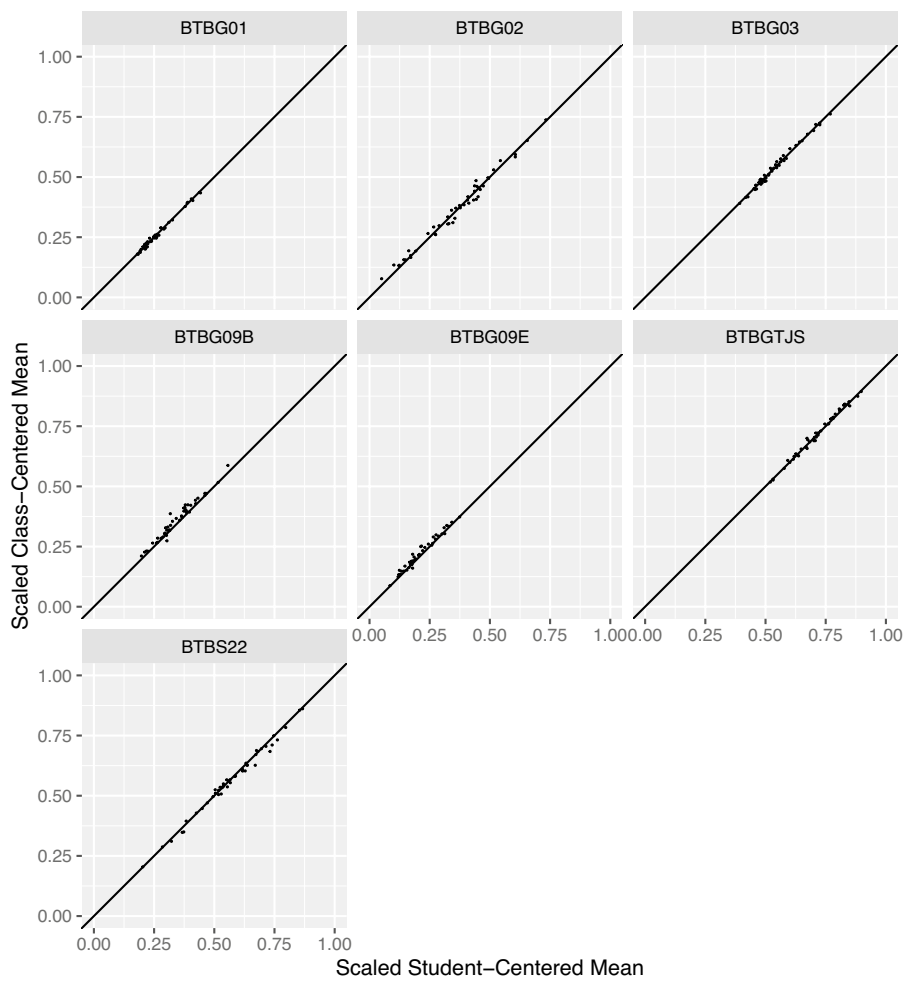 BTBG01 BTBG02 BTBG03
1.00
0.75
0.50
0.25
0.00
BTBG09B BTBG09E BTBGTJS
1.00
0.75
0.50
0.25
0.00
0.00 0.25 0.50 0.75 1.00 0.00 0.25 0.50 0.75 1.00
BTBS22
1.00
0.75
0.50
0.25
0.00
0.00 0.25 0.50 0.75 1.00
Scaled Student−Centered Mean
Scaled Class−Centered Mean